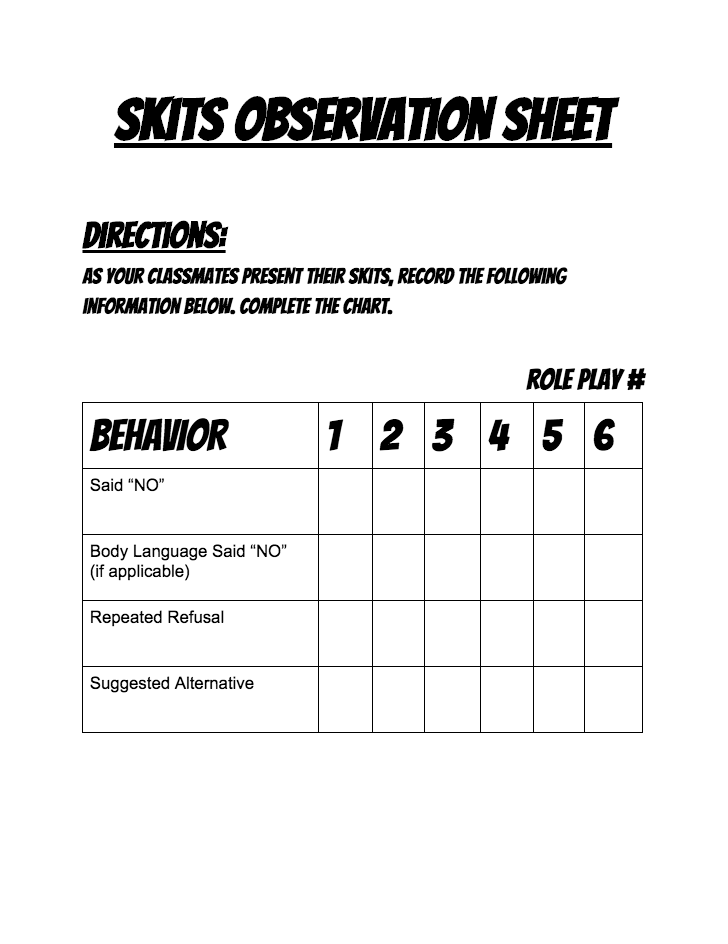 SKITS OBSERVATION SHEET
DIRECTIONS:
AS YOUR CLASSMATES PRESENT THEIR SKITS, RECORD THE FOLLOWING
INFORMATION BELOW. COMPLETE THE CHART.
ROLE PLAY #
BEHAVIOR 1 2 3 4 5 6
Said “NO”
Body Language Said “NO”
(if applicable)
Repeated Refusal
Suggested Alternative